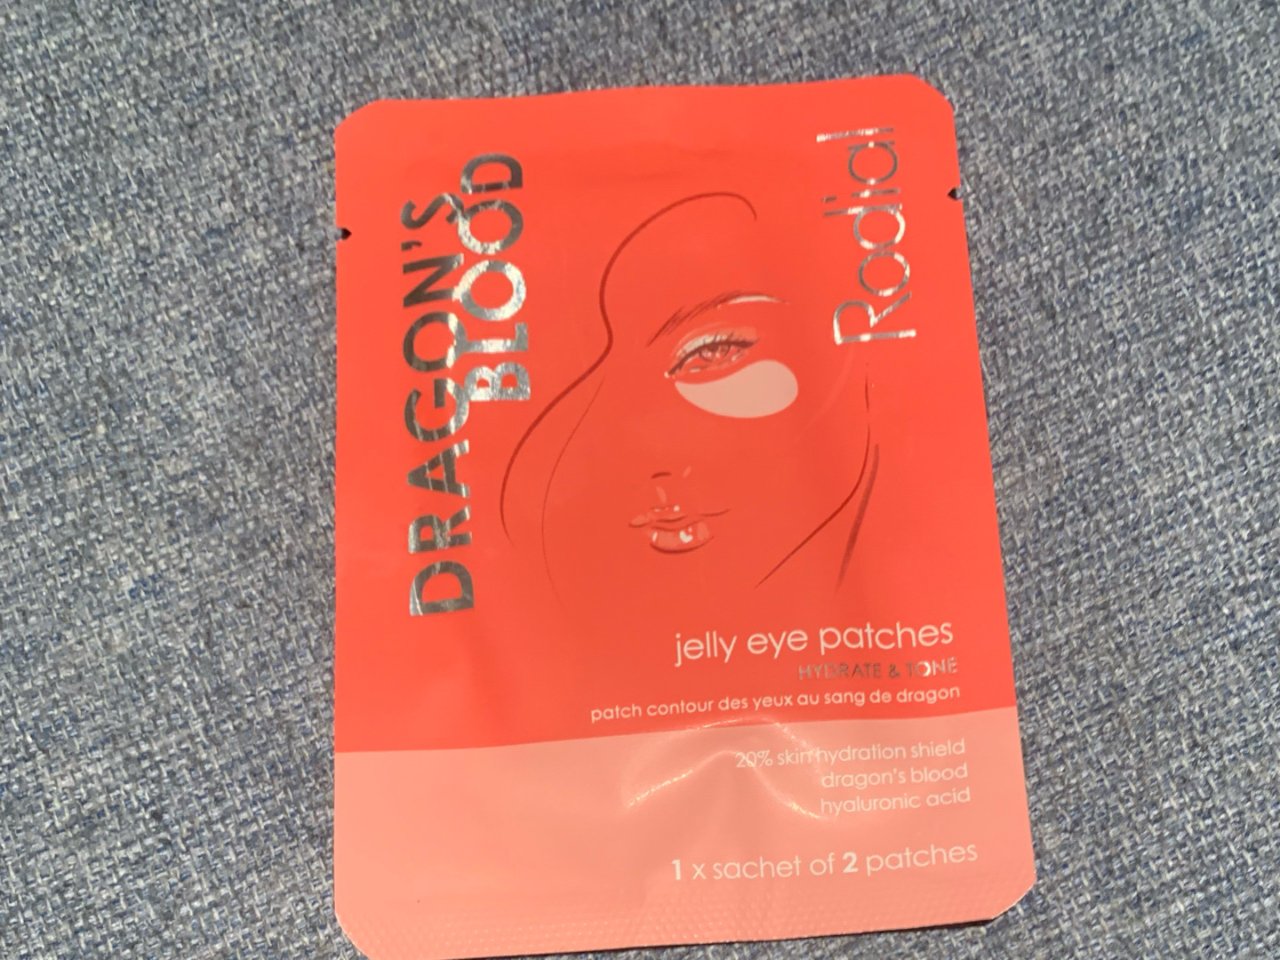 DRAGON'S
BLOOD
Rodial
jelly eye patches
HYDRATE & TONE
patch contour des yeux au sang de dragon
20% skin hydration shield
dragon's blood
hyaluronic acid
1 x sachet of 2 patches